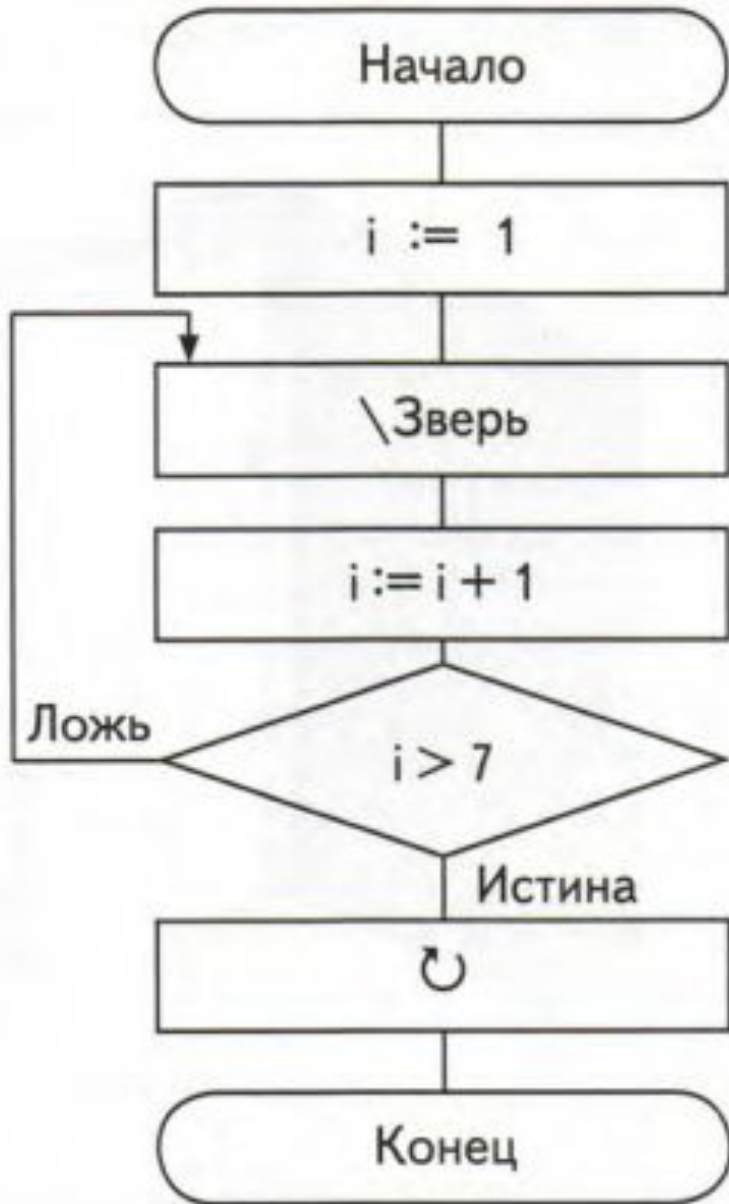 Начало
i := 1
\Зверь
i := i + 1
Ложь
i > 7
Истина
↻
Конец